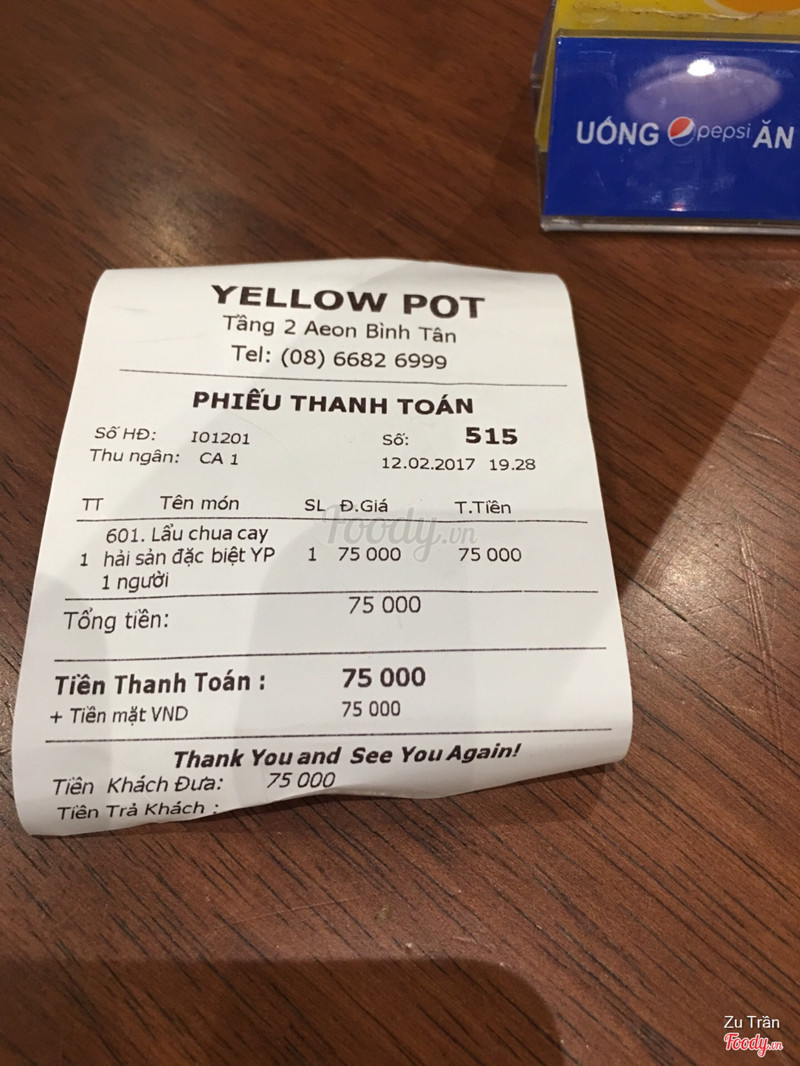 UỐNG pepsi ĂN
YELLOW POT
Tầng 2 Aeon Bình Tân
Tel: (08) 6682 6999
PHIẾU THANH TOÁN
Số HĐ: I01201 Số: 515
Thu ngân: CA 1 12.02.2017 19.28
TT Tên món SL Đ.Giá T.Tiền
601. Lẩu chua cay
1 hải sản đặc biệt YP 1 75 000 75 000
1 người
Tổng tiền: 75 000
Tiền Thanh Toán : 75 000
+ Tiền mặt VND 75 000
Thank You and See You Again!
Tiền Khách Đưa: 75 000
Tiền Trả Khách :
Foody.vn
Zu Trần
Foody.vn